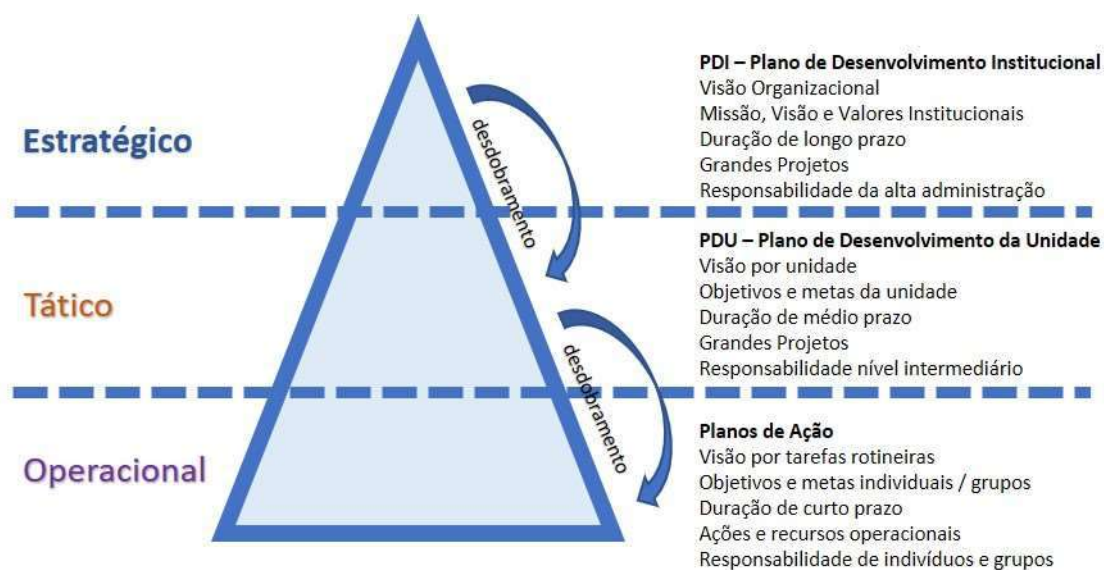 Estratégico
desdobramento
PDI – Plano de Desenvolvimento Institucional
Visão Organizacional
Missão, Visão e Valores Institucionais
Duração de longo prazo
Grandes Projetos
Responsabilidade da alta administração
Tático
desdobramento
PDU – Plano de Desenvolvimento da Unidade
Visão por unidade
Objetivos e metas da unidade
Duração de médio prazo
Grandes Projetos
Responsabilidade nível intermediário
Operacional
Planos de Ação
Visão por tarefas rotineiras
Objetivos e metas individuais / grupos
Duração de curto prazo
Ações e recursos operacionais
Responsabilidade de indivíduos e grupos